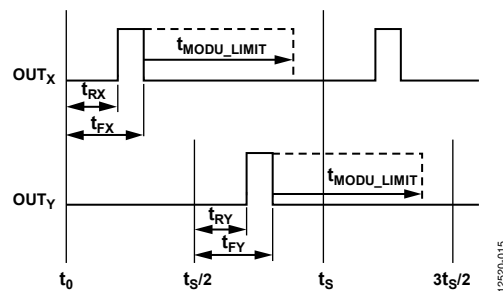 tMODU_LIMIT
OUTX
tRX
tFX
tMODU_LIMIT
OUTY
tRY
tFY
t0 tS/2 tS 3tS/2
12520-015